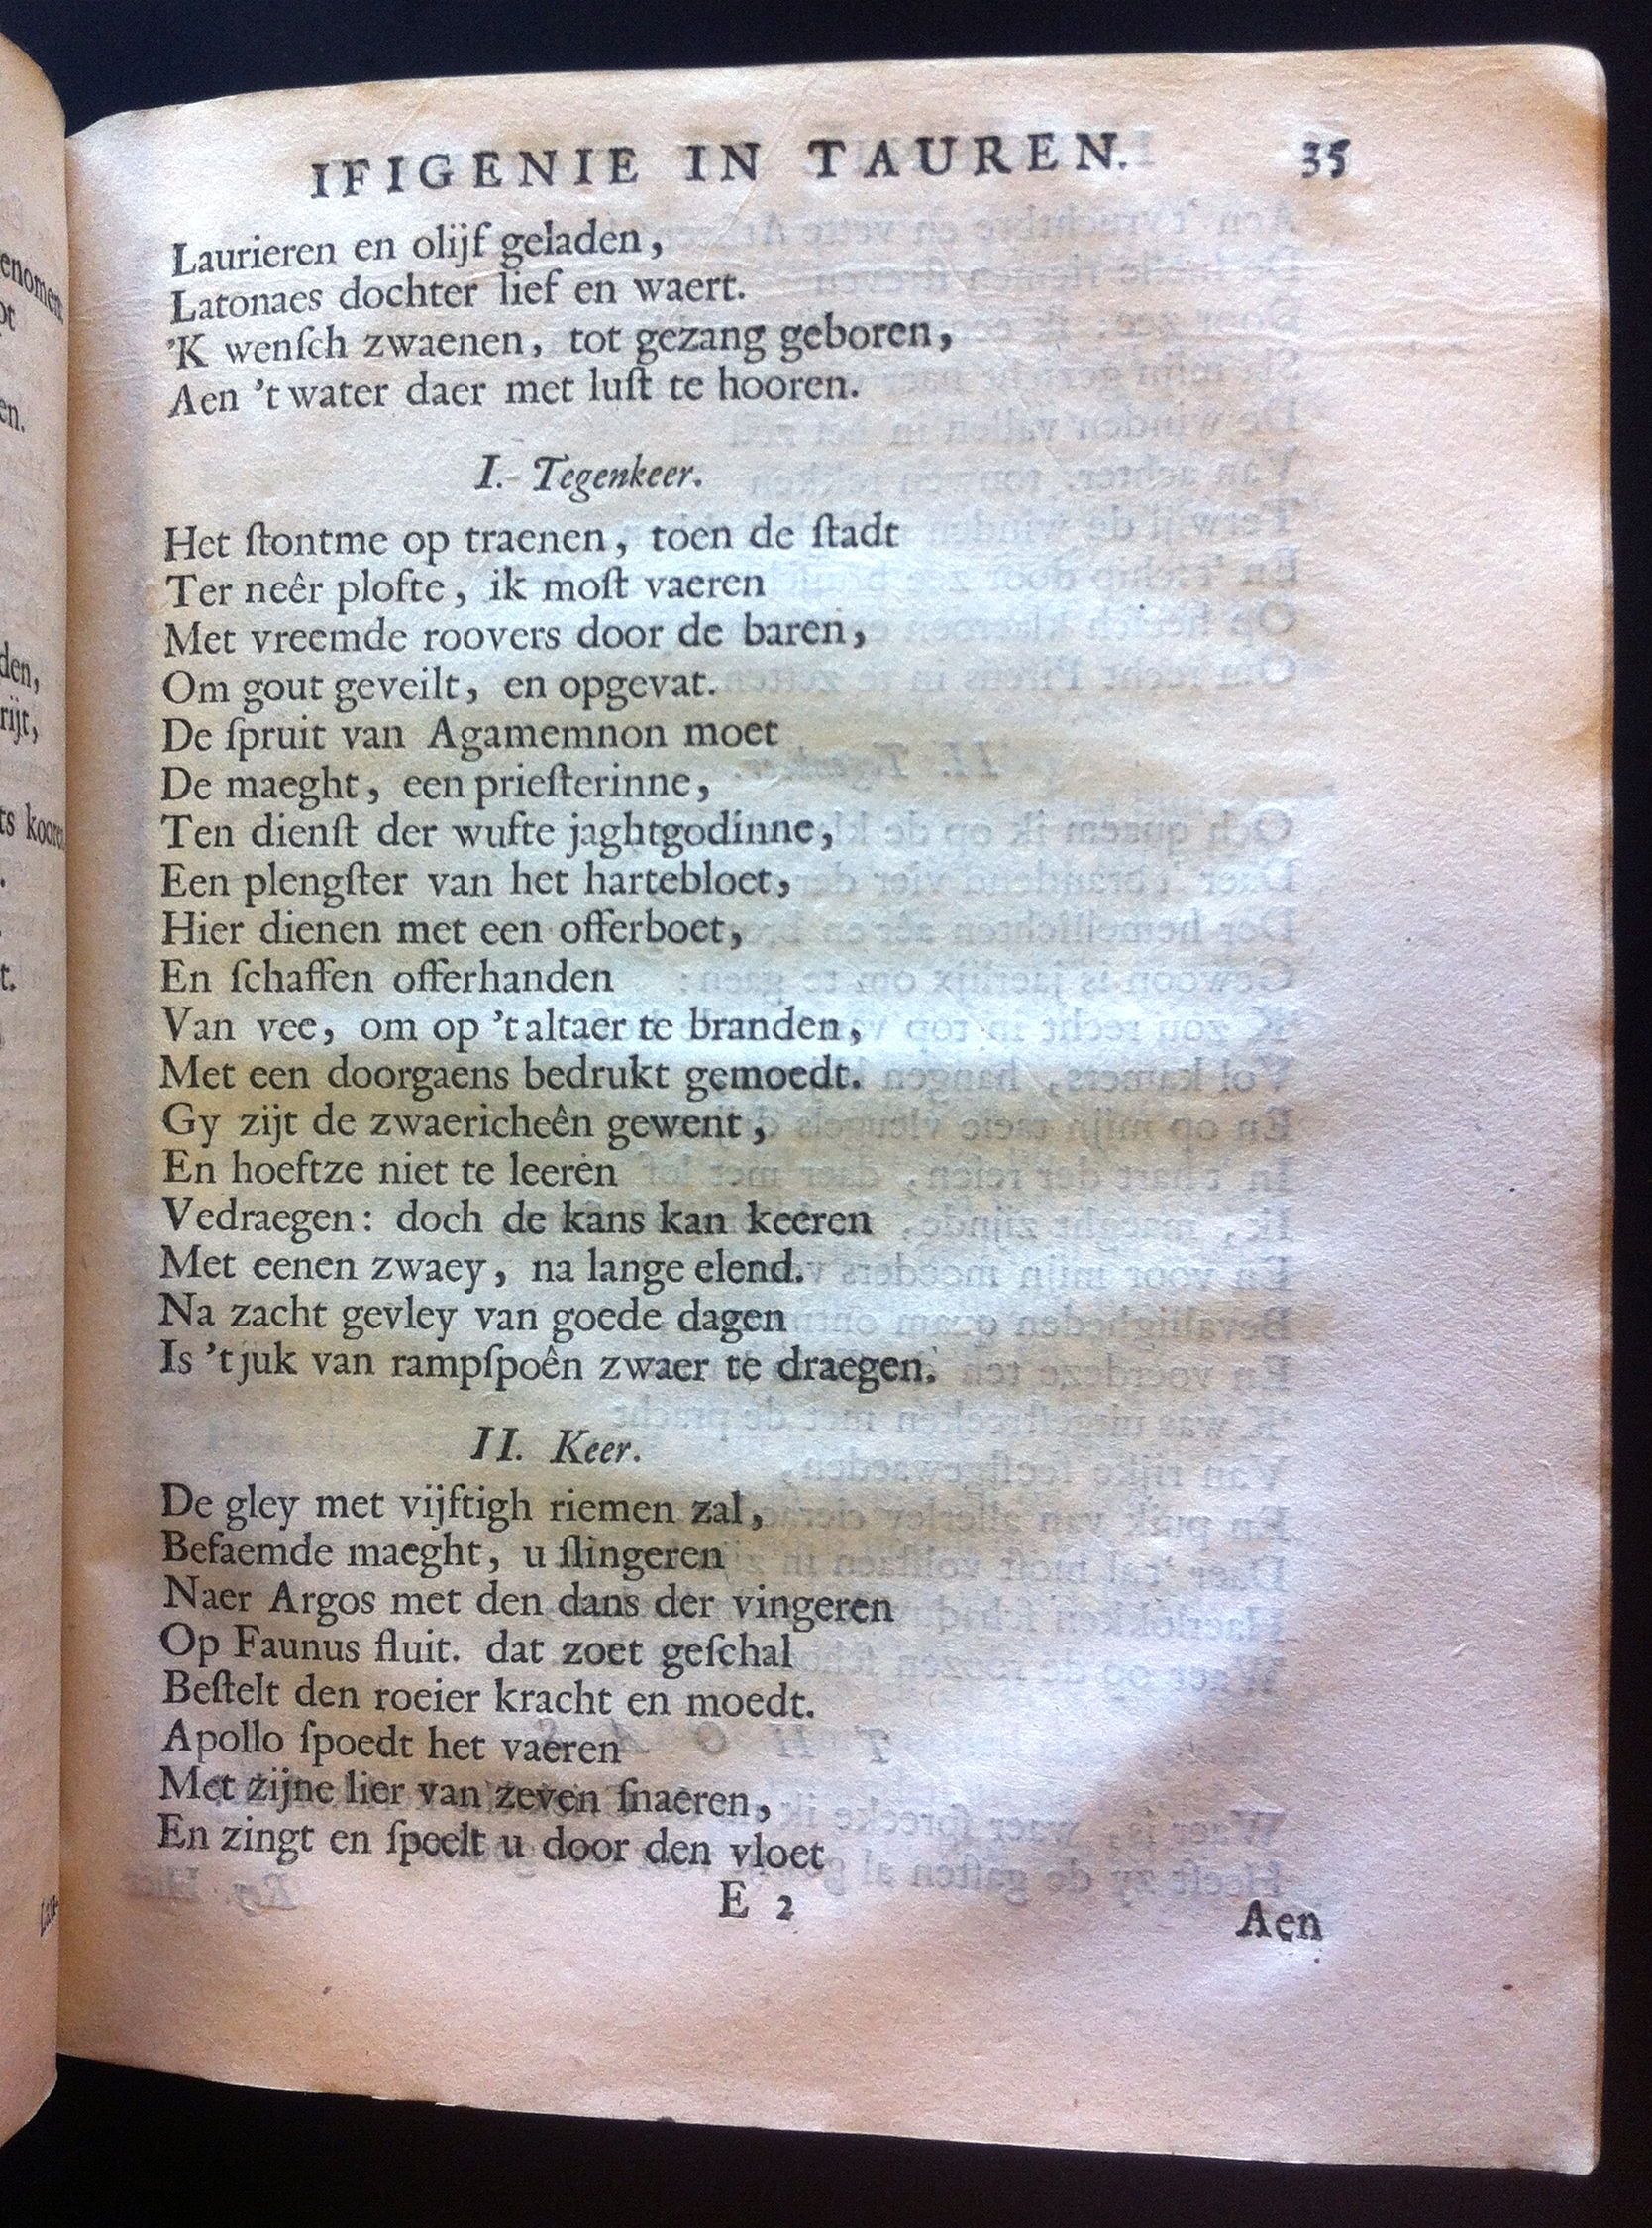 IFIGENIE IN TAUREN. 35
Laurieren en olijf geladen,
Latonaes dochter lief en waert.
'K wenſch zwaenen, tot gezang geboren,
Aen 't water daer met luſt te hooren.
I. Tegenkeer.
Het ſtontme op traenen, toen de ſtadt
Ter neêr plofte, ik moſt vaeren
Met vreemde roovers door de baren,
Om gout geveilt, en opgevat.
De ſpruit van Agamemnon moet
De maeght, een prieſterinne,
Ten dienſt der wufte jaghtgodinne,
Een plengſter van het hartebloet,
Hier dienen met een offerboet,
En ſchaffen offerhanden
Van vee, om op 't altaer te branden,
Met een doorgaens bedrukt gemoedt.
Gy zijt de zwaericheên gewent,
En hoeftze niet te leeren
Vedraegen: doch de kans kan keeren
Met eenen zwaey, na lange elend.
Na zacht gevley van goede dagen
Is 't juk van rampſpoên zwaer te draegen.
II. Keer.
De gley met vijftigh riemen zal,
Befaemde maeght, u ſlingeren
Naer Argos met den dans der vingeren
Op Faunus fluit. dat zoet geſchal
Beſtelt den roeier kracht en moedt.
Apollo ſpoedt het vaeren
Met zijne lier van zeven ſnaeren,
En zingt en ſpeelt u door den vloet
E 2
Aen